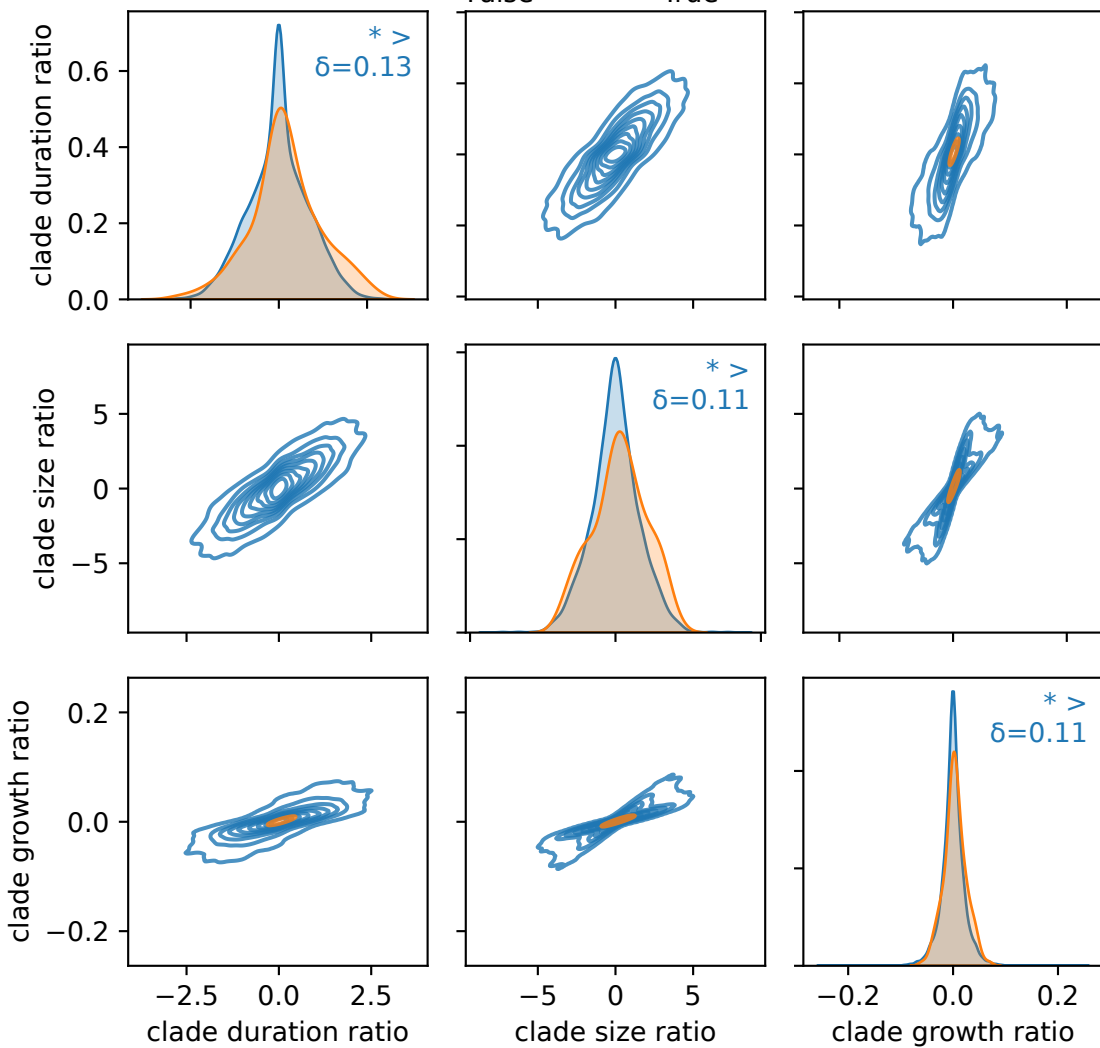 * >
δ=0.13
clade duration ratio
0.6
0.4
0.2
0.0
* >
δ=0.11
clade size ratio
5
0
−5
* >
δ=0.11
clade growth ratio
0.2
0.0
−0.2
−2.5 0.0 2.5
−5 0 5
−0.2 0.0 0.2
clade duration ratio
clade size ratio
clade growth ratio